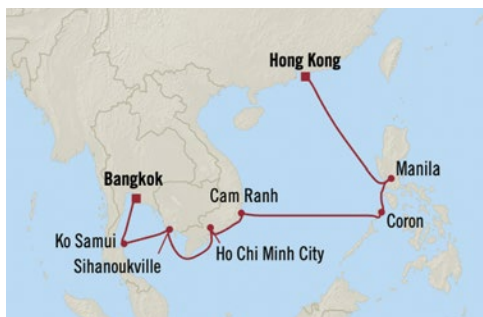 Hong Kong
Bangkok
Manila
Cam Ranh
Coron
Ko Samui
Ho Chi Minh City
Sihanoukville